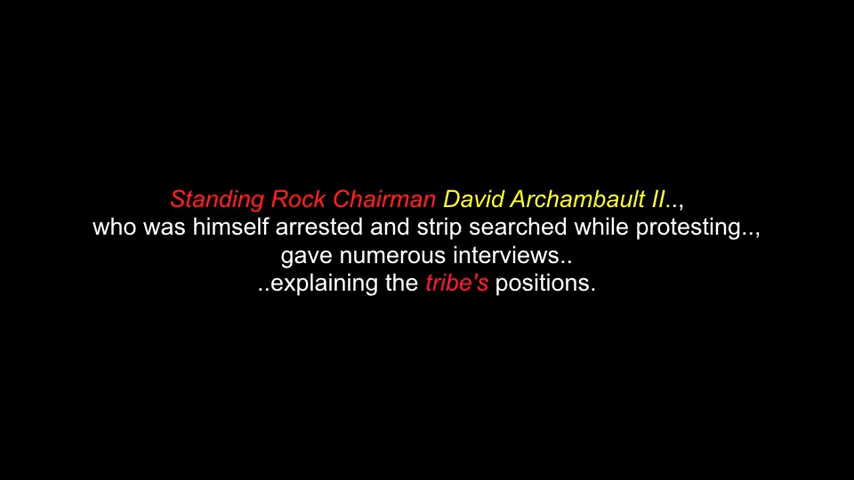 Standing Rock Chairman David Archambault II..,
who was himself arrested and strip searched while protesting..,
gave numerous interviews..
..explaining the tribe's positions.